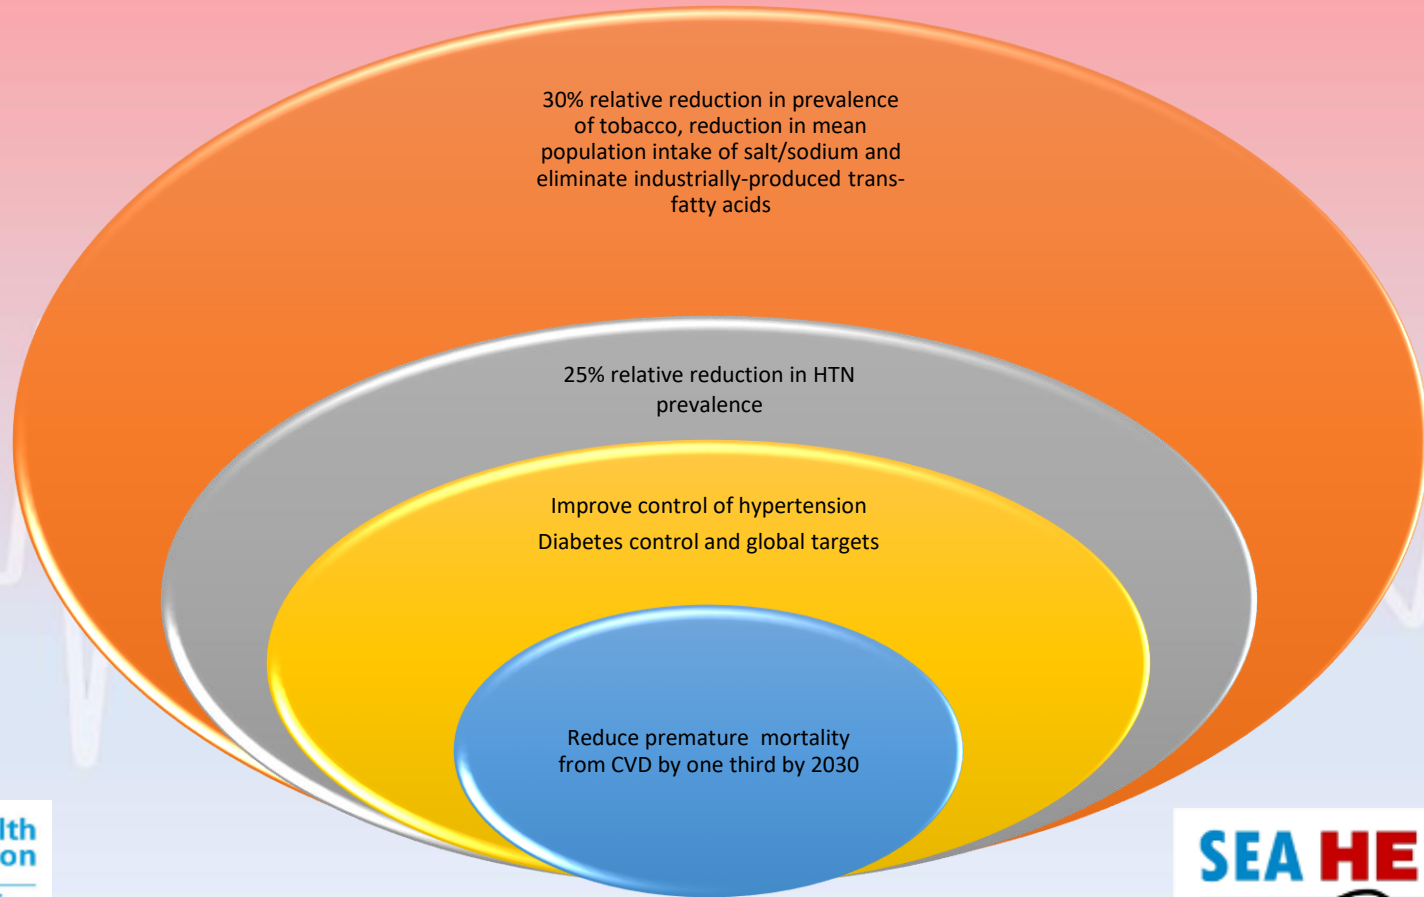 30% relative reduction in prevalence
of tobacco, reduction in mean
population intake of salt/sodium and
eliminate industrially-produced trans-
fatty acids
25% relative reduction in HTN
prevalence
Improve control of hypertension
Diabetes control and global targets
Reduce premature  mortality
from CVD by one third by 2030
lth
on
SEA HE